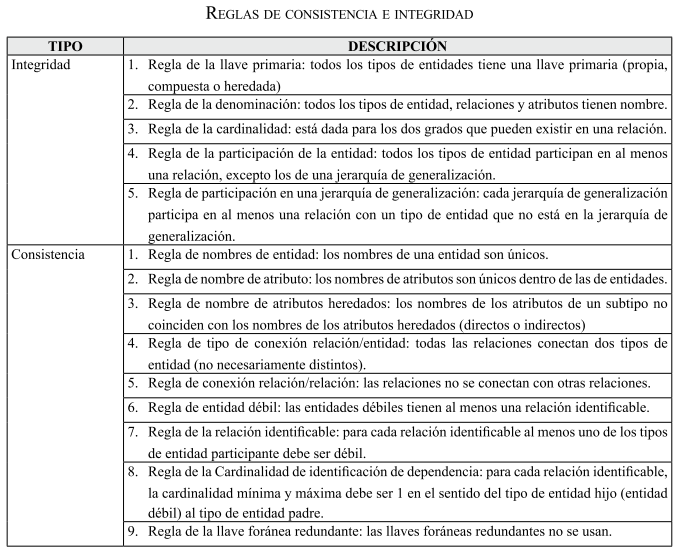 REGLAS DE CONSISTENCIA E INTEGRIDAD
TIPO DESCRIPCIÓN
Integridad 1. Regla de la llave primaria: todos los tipos de entidades tiene una llave primaria (propia,
compuesta o heredada)
2. Regla de la denominación: todos los tipos de entidad, relaciones y atributos tienen nombre.
3. Regla de la cardinalidad: está dada para los dos grados que pueden existir en una relación.
4. Regla de la participación de la entidad: todos los tipos de entidad participan en al menos
una relación, excepto los de una jerarquía de generalización.
5. Regla de participación en una jerarquía de generalización: cada jerarquía de generalización
participa en al menos una relación con un tipo de entidad que no está en la jerarquía de
generalización.
Consistencia 1. Regla de nombres de entidad: los nombres de una entidad son únicos.
2. Regla de nombre de atributo: los nombres de atributos son únicos dentro de las de entidades.
3. Regla de nombre de atributos heredados: los nombres de los atributos de un subtipo no
coinciden con los nombres de los atributos heredados (directos o indirectos)
4. Regla de tipo de conexión relación/entidad: todas las relaciones conectan dos tipos de
entidad (no necesariamente distintos).
5. Regla de conexión relación/relación: las relaciones no se conectan con otras relaciones.
6. Regla de entidad débil: las entidades débiles tienen al menos una relación identificable.
7. Regla de la relación identificable: para cada relación identificable al menos uno de los tipos
de entidad participante debe ser débil.
8. Regla de la Cardinalidad de identificación de dependencia: para cada relación identificable,
la cardinalidad mínima y máxima debe ser 1 en el sentido del tipo de entidad hijo (entidad
débil) al tipo de entidad padre.
9. Regla de la llave foránea redundante: las llaves foráneas redundantes no se usan.